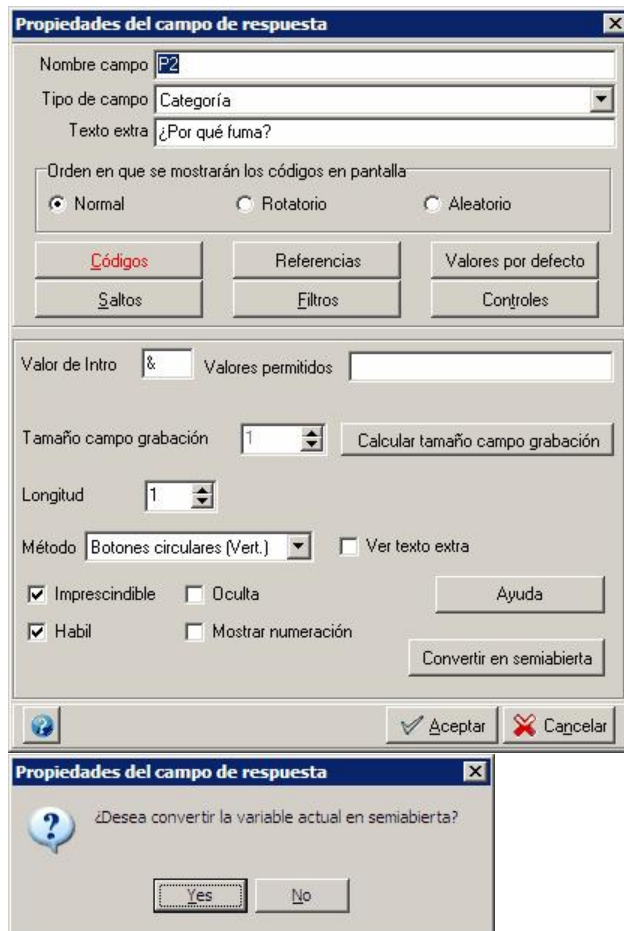 Propiedades del campo de respuesta
Nombre campo P2
Tipo de campo Categoría
Texto extra ¿Por qué fuma?
Orden en que se mostrarán los códigos en pantalla
Normal Rotatorio Aleatorio
Códigos Referencias Valores por defecto
Saltos Filtros Controles
Valor de Intro & Valores permitidos
Tamaño campo grabación 1 Calcular tamaño campo grabación
Longitud 1
Método Botones circulares (Vert.) Ver texto extra
Imprescindible Oculta Ayuda
Habil Mostrar numeración
Convertir en semiabierta
Aceptar Cancelar
Propiedades del campo de respuesta
¿Desea convertir la variable actual en semiabierta?
Yes No